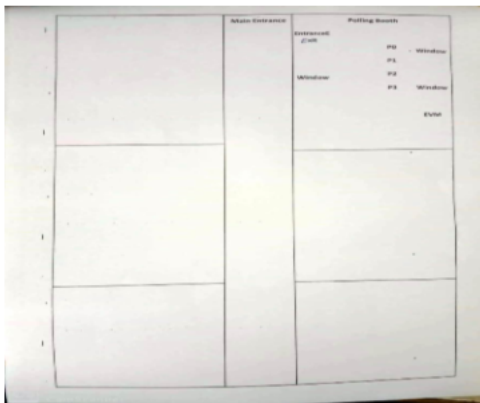 Main Entrance
Polling Booth
Entrance&
Exit
P0
Window
P1
Window
P2
P3
Window
EVM